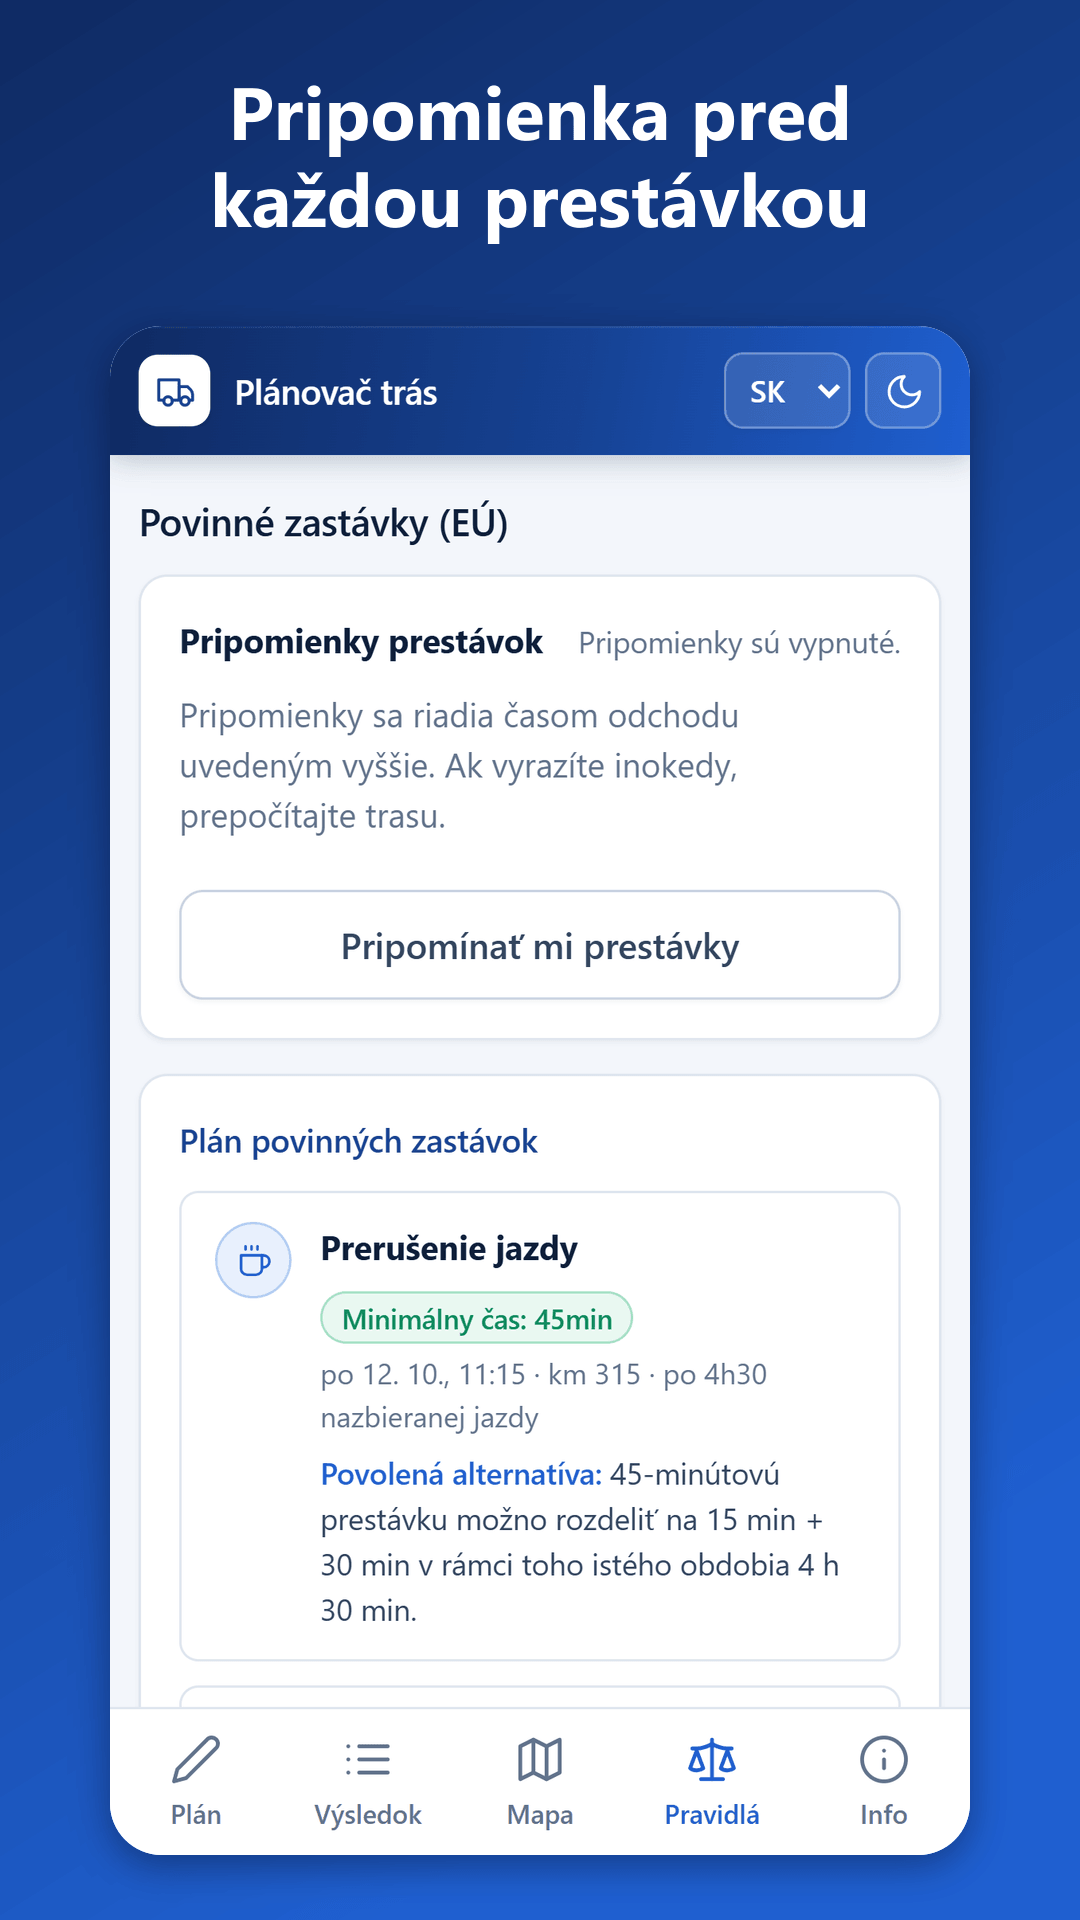 Pripomienka pred
každou prestávkou
Plánovač trás
SK
Povinné zastávky (EÚ)
Pripomienky prestávok
Pripomienky sú vypnuté.
Pripomienky sa riadia časom odchodu
uvedeným vyššie. Ak vyrazíte inokedy,
prepočítajte trasu.
Pripomínať mi prestávky
Plán povinných zastávok
Prerušenie jazdy
Minimálny čas: 45min
po 12. 10., 11:15 · km 315 · po 4h30
nazbieranej jazdy
Povolená alternatíva: 45-minútovú
prestávku možno rozdeliť na 15 min +
30 min v rámci toho istého obdobia 4 h
30 min.
Plán
Výsledok
Mapa
Pravidlá
Info